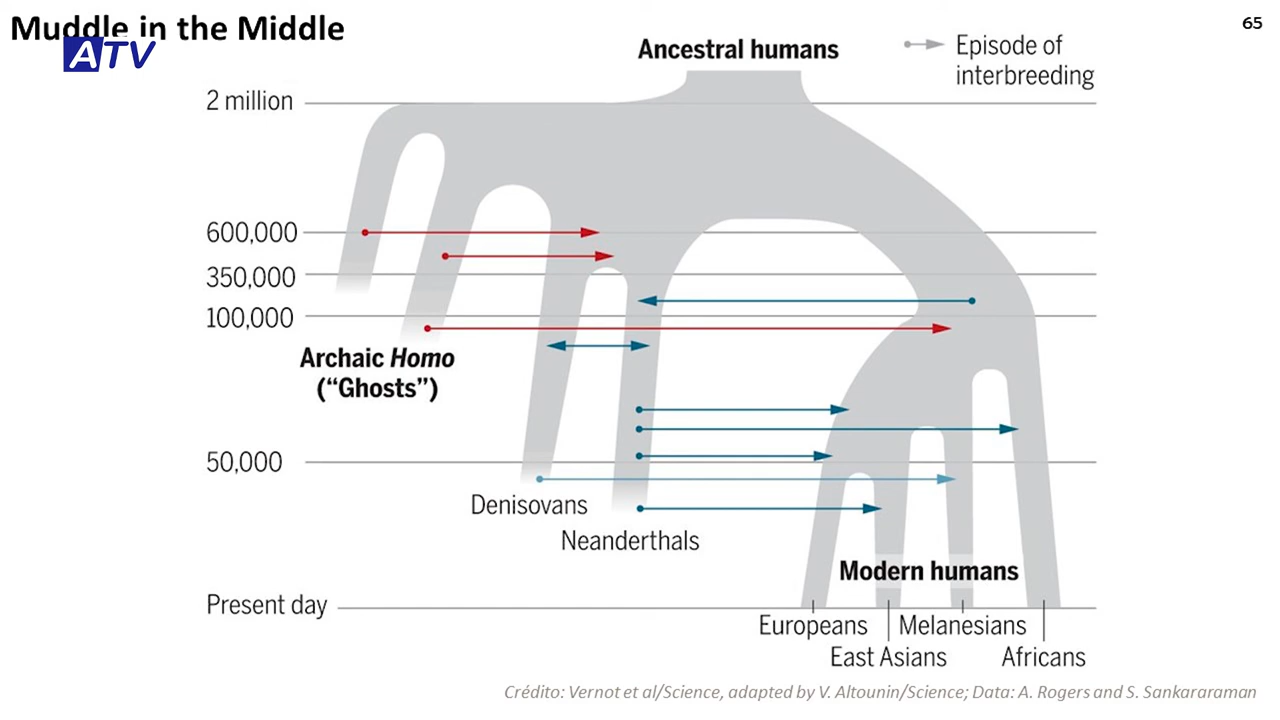 Muddle in the Middle
65
ATV
Ancestral humans
Episode of
interbreeding
2 million
600,000
350,000
100,000
Archaic Homo
(“Ghosts”)
50,000
Denisovans
Neanderthals
Modern humans
Present day
Europeans
Melanesians
East Asians
Africans
Crédito: Vernot et al/Science, adapted by V. Altounin/Science; Data: A. Rogers and S. Sankararaman